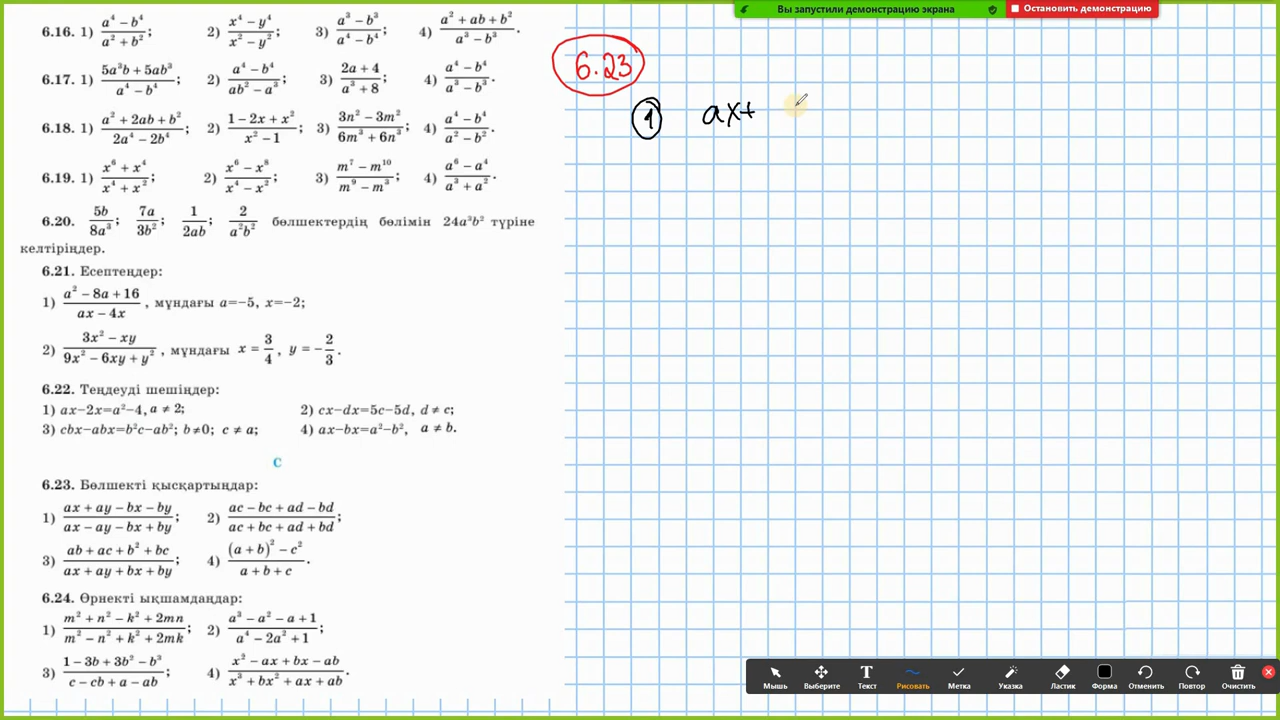 Вы запустили демонстрацию экрана
Остановить демонстрацию
6.16. 1) (a⁴ − b⁴)/(a² + b²); 2) (x⁴ − y⁴)/(x² − y²); 3) (a³ − b³)/(a⁴ − b⁴); 4) (a² + ab + b²)/(a³ − b³).
6.17. 1) (5a³b + 5ab³)/(a⁴ − b⁴); 2) (a⁴ − b⁴)/(ab² − a³); 3) (2a + 4)/(a³ + 8); 4) (a⁴ − b⁴)/(a³ − b³).
6.18. 1) (a² + 2ab + b²)/(2a⁴ − 2b⁴); 2) (1 − 2x + x²)/(x² − 1); 3) (3n² − 3m²)/(6m³ + 6n³); 4) (a⁴ − b⁴)/(a² − b²).
6.19. 1) (x⁶ + x⁴)/(x⁴ + x²); 2) (x⁶ − x⁸)/(x⁴ − x²); 3) (m⁷ − m¹⁰)/(m⁹ − m³); 4) (a⁶ − a⁴)/(a³ + a²).
6.20. 5b/8a³; 7a/3b²; 1/2ab; 2/a²b² бөлшектердің бөлімін 24a³b² түріне
келтіріңдер.
6.21. Есептеңдер:
1) (a² − 8a + 16)/(ax − 4x), мұндағы a=−5, x=−2;
2) (3x² − xy)/(9x² − 6xy + y²), мұндағы x = 3/4, y = −2/3.
6.22. Теңдеуді шешіңдер:
1) ax−2x=a²−4, a ≠ 2; 2) cx−dx=5c−5d, d ≠ c;
3) cbx−abx=b²c−ab²; b≠0; c ≠ a; 4) ax−bx=a²−b², a ≠ b.
С
6.23. Бөлшекті қысқартыңдар:
1) (ax + ay − bx − by)/(ax − ay − bx + by); 2) (ac − bc + ad − bd)/(ac + bc + ad + bd);
3) (ab + ac + b² + bc)/(ax + ay + bx + by); 4) ((a + b)² − c²)/(a + b + c).
6.24. Өрнекті ықшамдаңдар:
1) (m² + n² − k² + 2mn)/(m² − n² + k² + 2mk); 2) (a³ − a² − a + 1)/(a⁴ − 2a² + 1);
3) (1 − 3b + 3b² − b³)/(c − cb + a − ab); 4) (x² − ax + bx − ab)/(x³ + bx² + ax + ab).
6.23
1 ax+
Мышь Выберите Текст Рисовать Метка Указка Ластик Форма Отменить Повтор Очистить